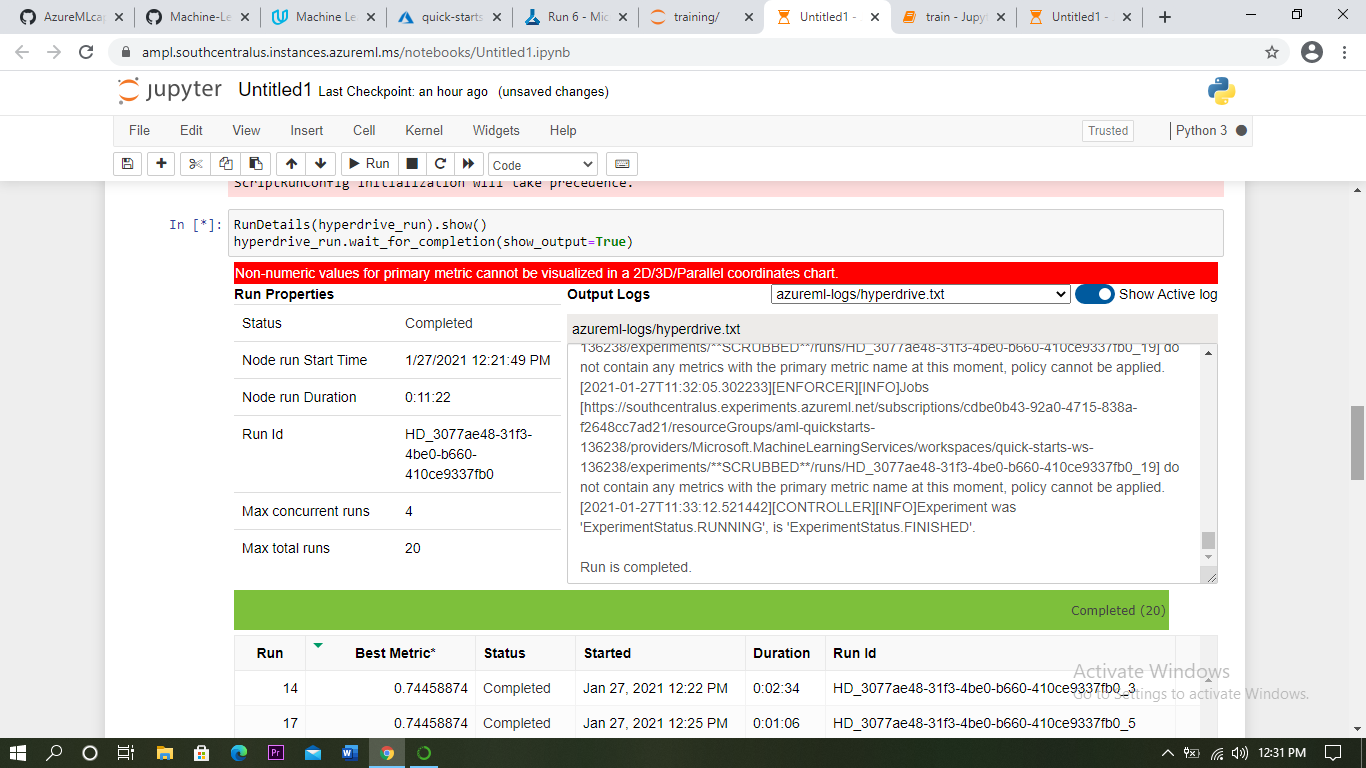 AzureMLca
Machine-Le
Machine Le
quick-starts
Run 6 - Mic
training/
Untitled1 -
train - Jupyt
Untitled1 -
ampl.southcentralus.instances.azureml.ms/notebooks/Untitled1.ipynb
jupyter Untitled1 Last Checkpoint: an hour ago (unsaved changes)
File Edit View Insert Cell Kernel Widgets Help Trusted Python 3
Run Code
ScriptRunConfig initialization will take precedence.
In [*]: RunDetails(hyperdrive_run).show()
hyperdrive_run.wait_for_completion(show_output=True)
Non-numeric values for primary metric cannot be visualized in a 2D/3D/Parallel coordinates chart.
Run Properties
Status Completed
Node run Start Time 1/27/2021 12:21:49 PM
Node run Duration 0:11:22
Run Id HD_3077ae48-31f3-
4be0-b660-
410ce9337fb0
Max concurrent runs 4
Max total runs 20
Output Logs azureml-logs/hyperdrive.txt Show Active log
azureml-logs/hyperdrive.txt
136238/experiments/**SCRUBBED**/runs/HD_3077ae48-31f3-4be0-b660-410ce9337fb0_19] do
not contain any metrics with the primary metric name at this moment, policy cannot be applied.
[2021-01-27T11:32:05.302233][ENFORCER][INFO]Jobs
[https://southcentralus.experiments.azureml.net/subscriptions/cdbe0b43-92a0-4715-838a-
f2648cc7ad21/resourceGroups/aml-quickstarts-
136238/providers/Microsoft.MachineLearningServices/workspaces/quick-starts-ws-
136238/experiments/**SCRUBBED**/runs/HD_3077ae48-31f3-4be0-b660-410ce9337fb0_19] do
not contain any metrics with the primary metric name at this moment, policy cannot be applied.
[2021-01-27T11:33:12.521442][CONTROLLER][INFO]Experiment was
'ExperimentStatus.RUNNING', is 'ExperimentStatus.FINISHED'.
Run is completed.
Completed (20)
Run Best Metric* Status Started Duration Run Id
14 0.74458874 Completed Jan 27, 2021 12:22 PM 0:02:34 HD_3077ae48-31f3-4be0-b660-410ce9337fb0_3
17 0.74458874 Completed Jan 27, 2021 12:25 PM 0:01:06 HD_3077ae48-31f3-4be0-b660-410ce9337fb0_5
Activate Windows
Go to Settings to activate Windows.
12:31 PM